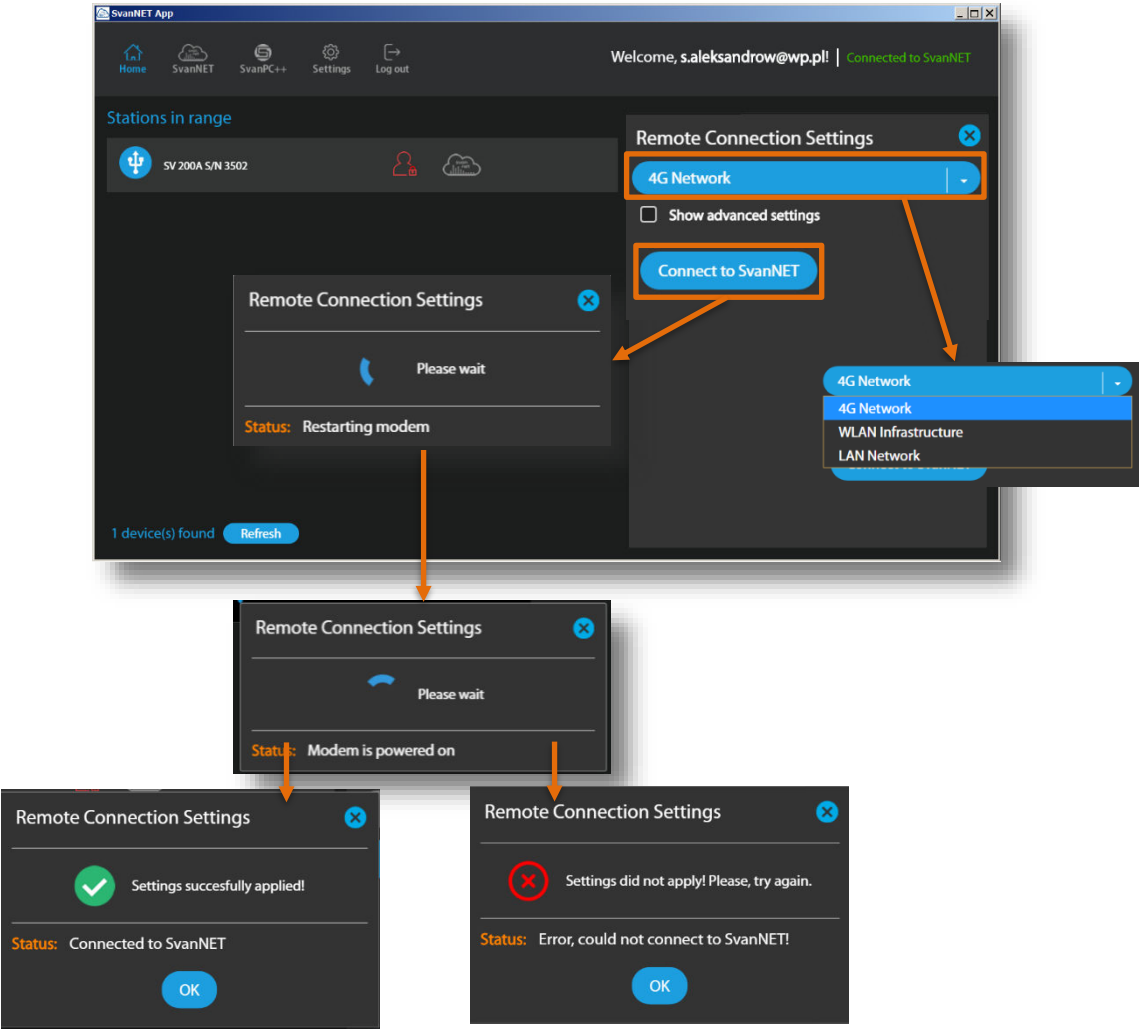 SvanNET App
Home SvanNET SvanPC++ Settings Log out
Welcome, s.aleksandrow@wp.pl! | Connected to SvanNET
Stations in range
SV 200A S/N 3502
Remote Connection Settings
4G Network
Show advanced settings
Connect to SvanNET
Remote Connection Settings
Please wait
Status: Restarting modem
4G Network
4G Network
WLAN Infrastructure
LAN Network
Connect to SvanNET
1 device(s) found Refresh
Remote Connection Settings
Please wait
Status: Modem is powered on
Remote Connection Settings
Settings succesfully applied!
Status: Connected to SvanNET
OK
Remote Connection Settings
Settings did not apply! Please, try again.
Status: Error, could not connect to SvanNET!
OK